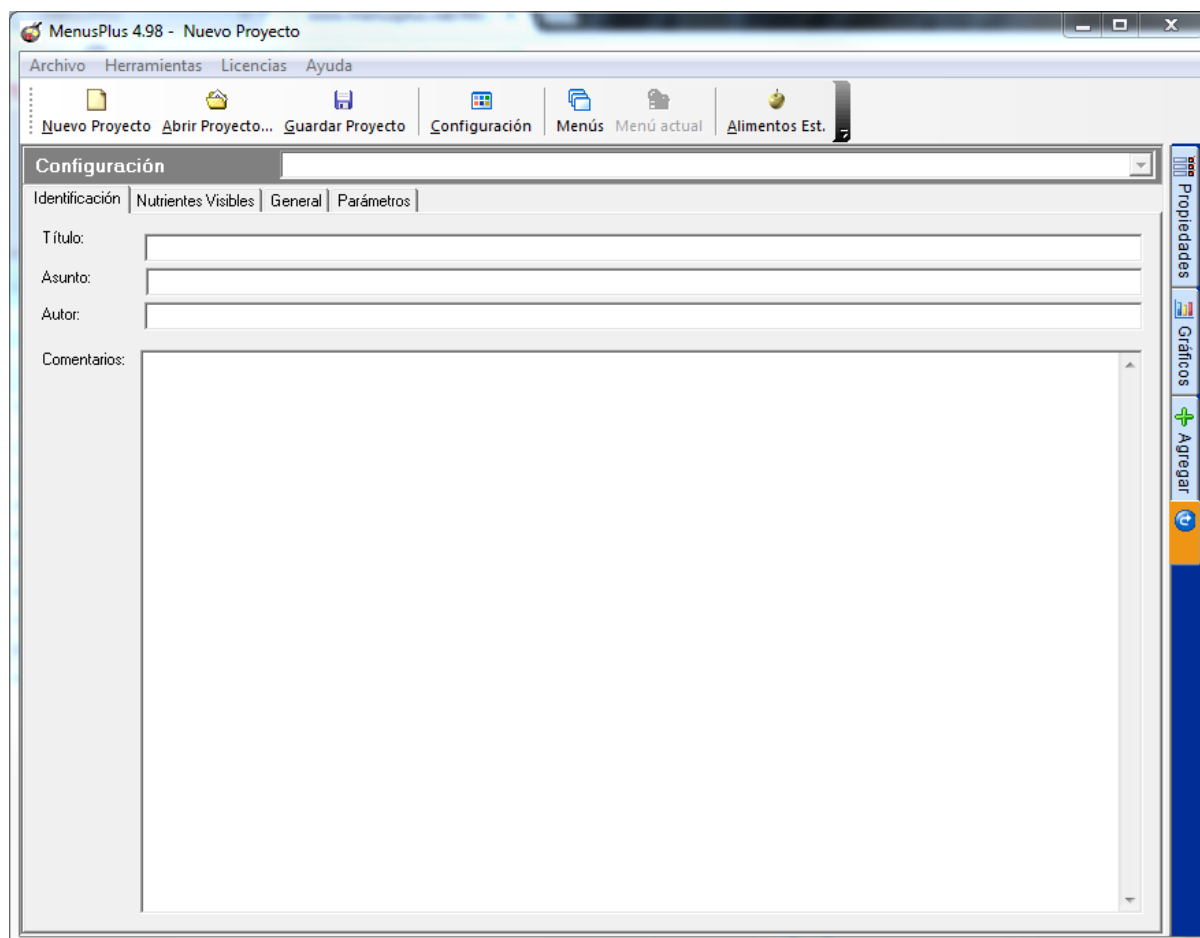 MenusPlus 4.98 - Nuevo Proyecto
Archivo Herramientas Licencias Ayuda
Nuevo Proyecto Abrir Proyecto... Guardar Proyecto Configuración Menús Menú actual Alimentos Est.
Configuración
Identificación Nutrientes Visibles General Parámetros
Título:
Asunto:
Autor:
Comentarios:
Propiedades
Gráficos
Agregar